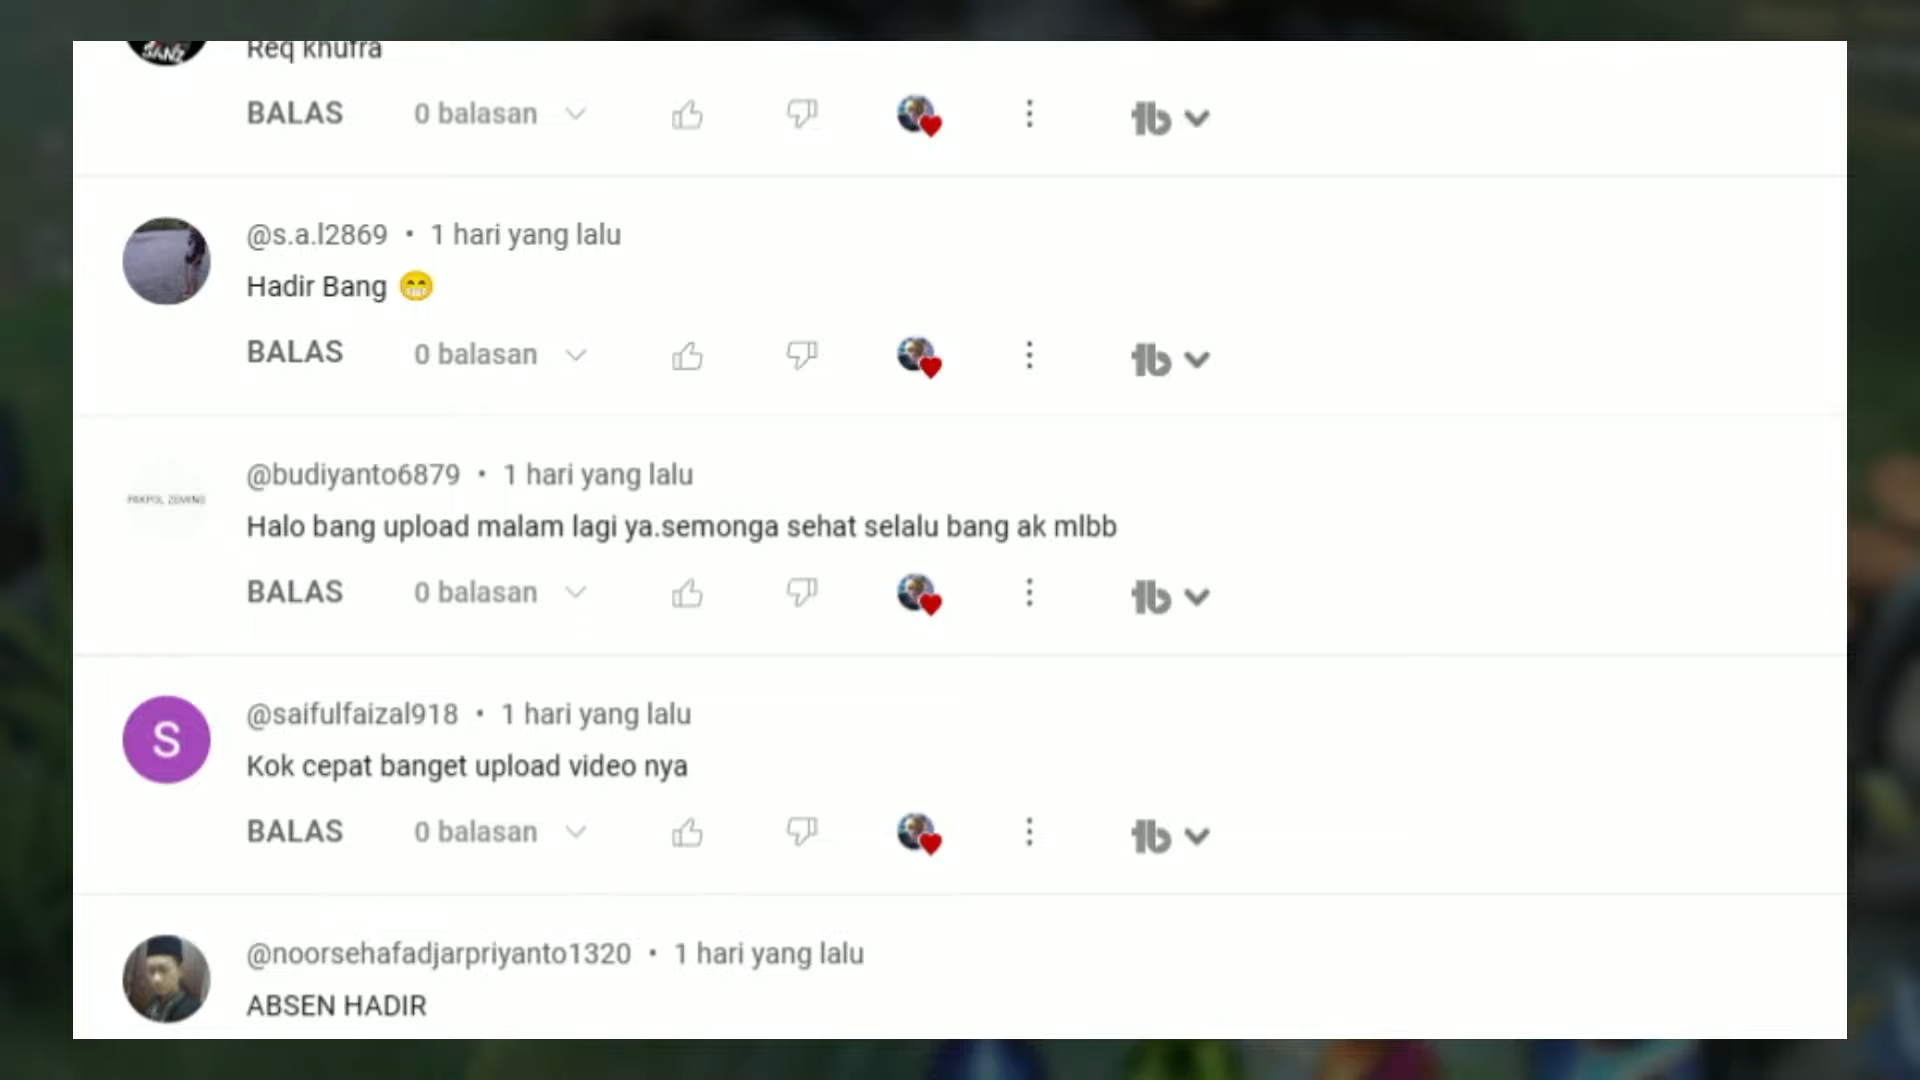 SANZ
Req khufra
BALAS 0 balasan
@s.a.l2869 • 1 hari yang lalu
Hadir Bang 😁
BALAS 0 balasan
@budiyanto6879 • 1 hari yang lalu
Halo bang upload malam lagi ya.semonga sehat selalu bang ak mlbb
BALAS 0 balasan
S @saifulfaizal918 • 1 hari yang lalu
Kok cepat banget upload video nya
BALAS 0 balasan
@noorsehafadjarpriyanto1320 • 1 hari yang lalu
ABSEN HADIR